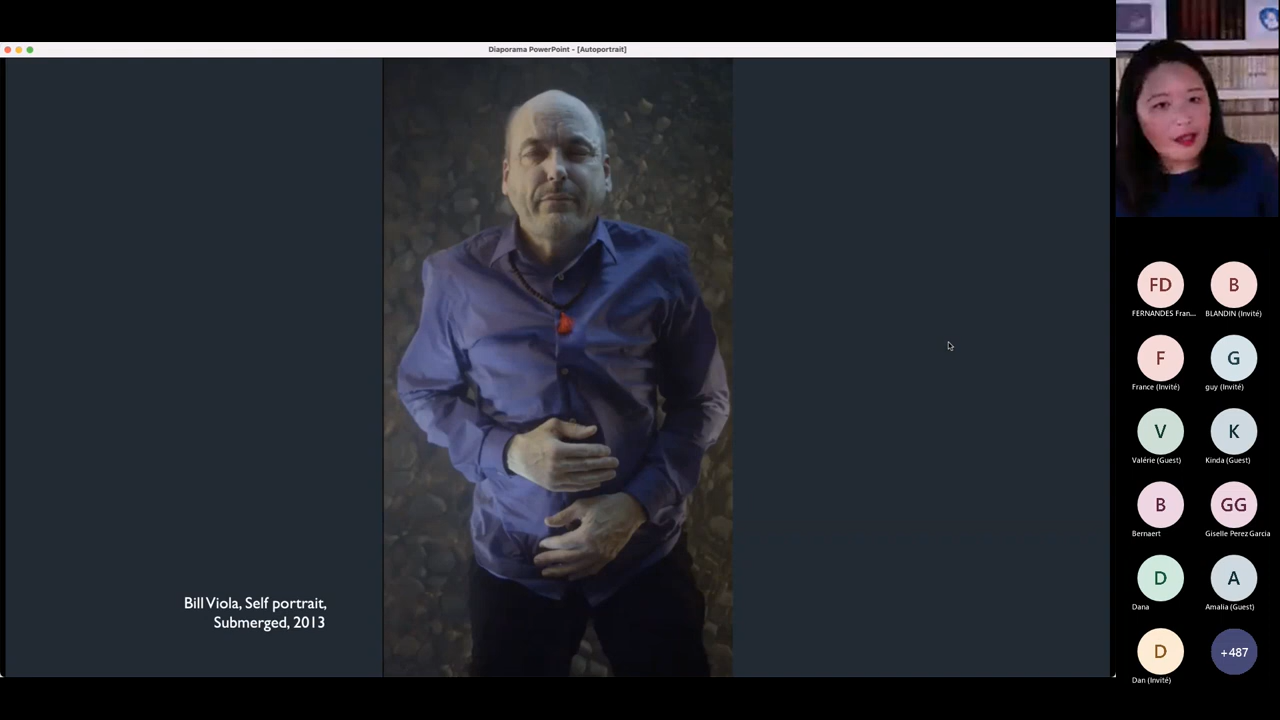 Diaporama PowerPoint - [Autoportrait]
Bill Viola, Self portrait,
Submerged, 2013
FD
B
FERNANDES Fran...
BLANDIN (Invité)
F
G
France (Invité)
guy (Invité)
V
K
Valérie (Guest)
Kinda (Guest)
B
GG
Bernaert
Giselle Perez Garcia
D
A
Dana
Amalia (Guest)
D
+487
Dan (Invité)